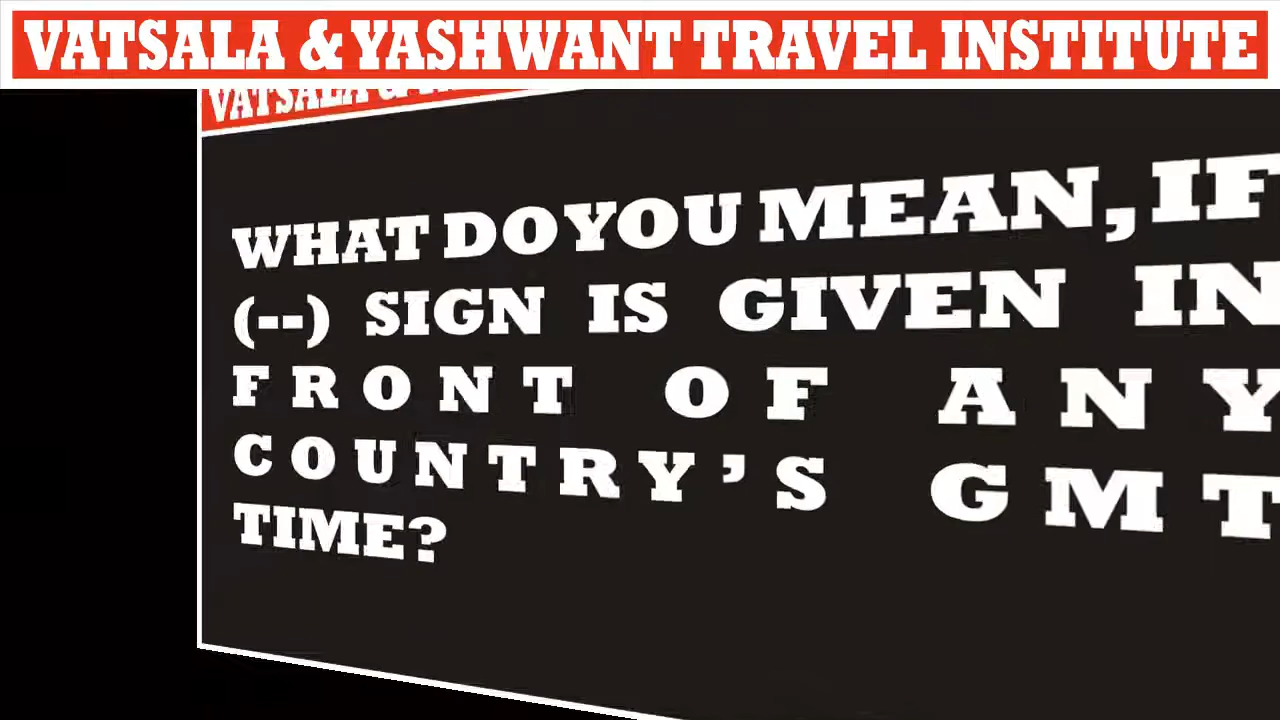 VATSALA & YASHWANT TRAVEL INSTITUTE
VATSALA &
WHAT DO YOU MEAN, IF
(--) SIGN IS GIVEN IN
FRONT OF ANY
COUNTRY'S GMT
TIME?